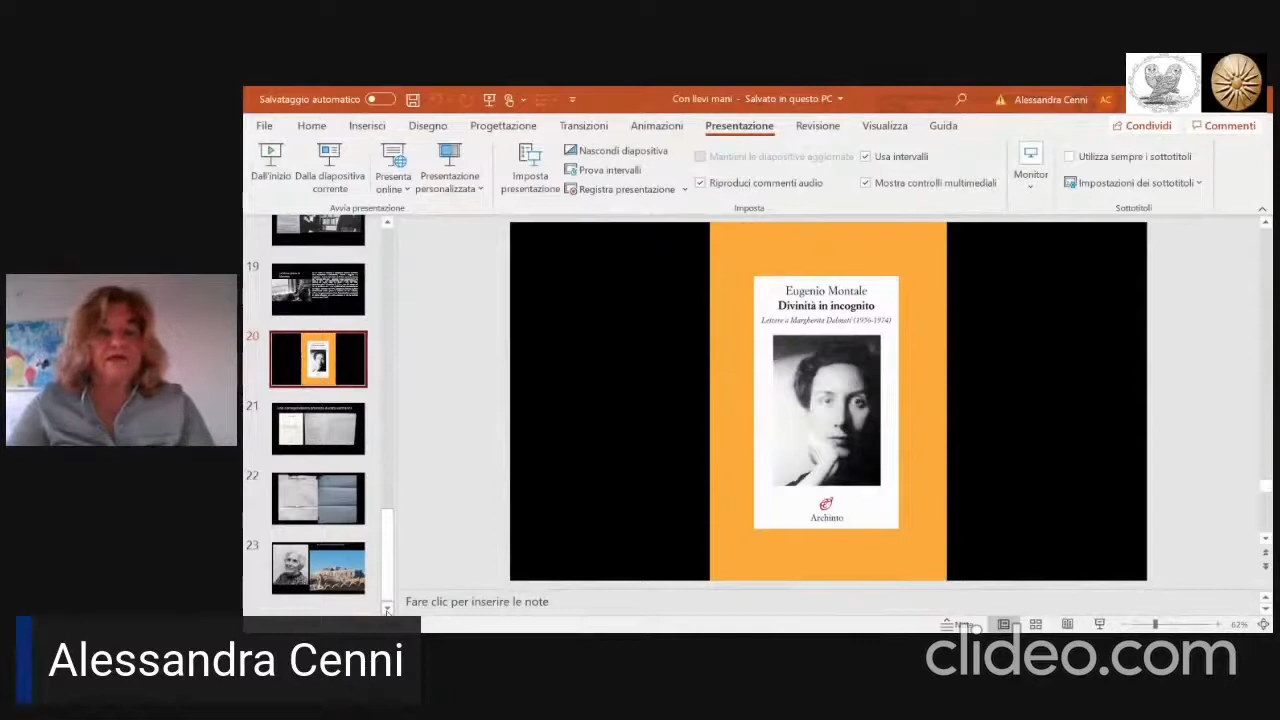 Salvataggio automatico
Con lievi mani - Salvato in questo PC
Alessandra Cenni
AC
File Home Inserisci Disegno Progettazione Transizioni Animazioni Presentazione Revisione Visualizza Guida
Condividi
Commenti
Dall'inizio
Dalla diapositiva corrente
Presenta online
Presentazione personalizzata
Avvia presentazione
Imposta presentazione
Nascondi diapositiva
Prova intervalli
Registra presentazione
Mantieni le diapositive aggiornate
Riproduci commenti audio
Usa intervalli
Mostra controlli multimediali
Imposta
Monitor
Utilizza sempre i sottotitoli
Impostazioni dei sottotitoli
Sottotitoli
19
20
21
22
23
Eugenio Montale
Divinità in incognito
Lettere a Margherita Dalmati (1956-1974)
Archinto
Fare clic per inserire le note
62%
Alessandra Cenni
clideo.com